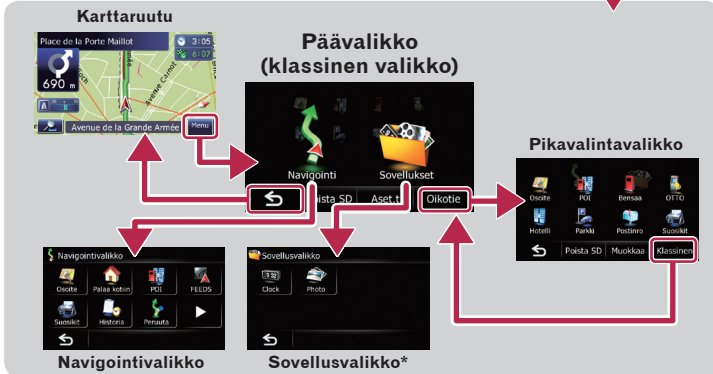 Karttaruutu
Place de la Porte Maillot
3:05
6:07
690 m
Avenue Carnot
A
Avenue de la Grande Armée
Menu
Päävalikko
(klassinen valikko)
Navigointi
Sovellukset
Poista SD
Oikotie
Pikavalintavalikko
Osoite
POI
Bensaa
OTTO
Hotelli
Parkki
Postinro
Suosikit
Poista SD
Muokkaa
Klassinen
Navigointivalikko
Osoite
Palaa kotiin
POI
FEEDS
Suosikit
Historia
Peruuta
Navigointivalikko
Sovellusvalikko
Clock
Photo
Sovellusvalikko*